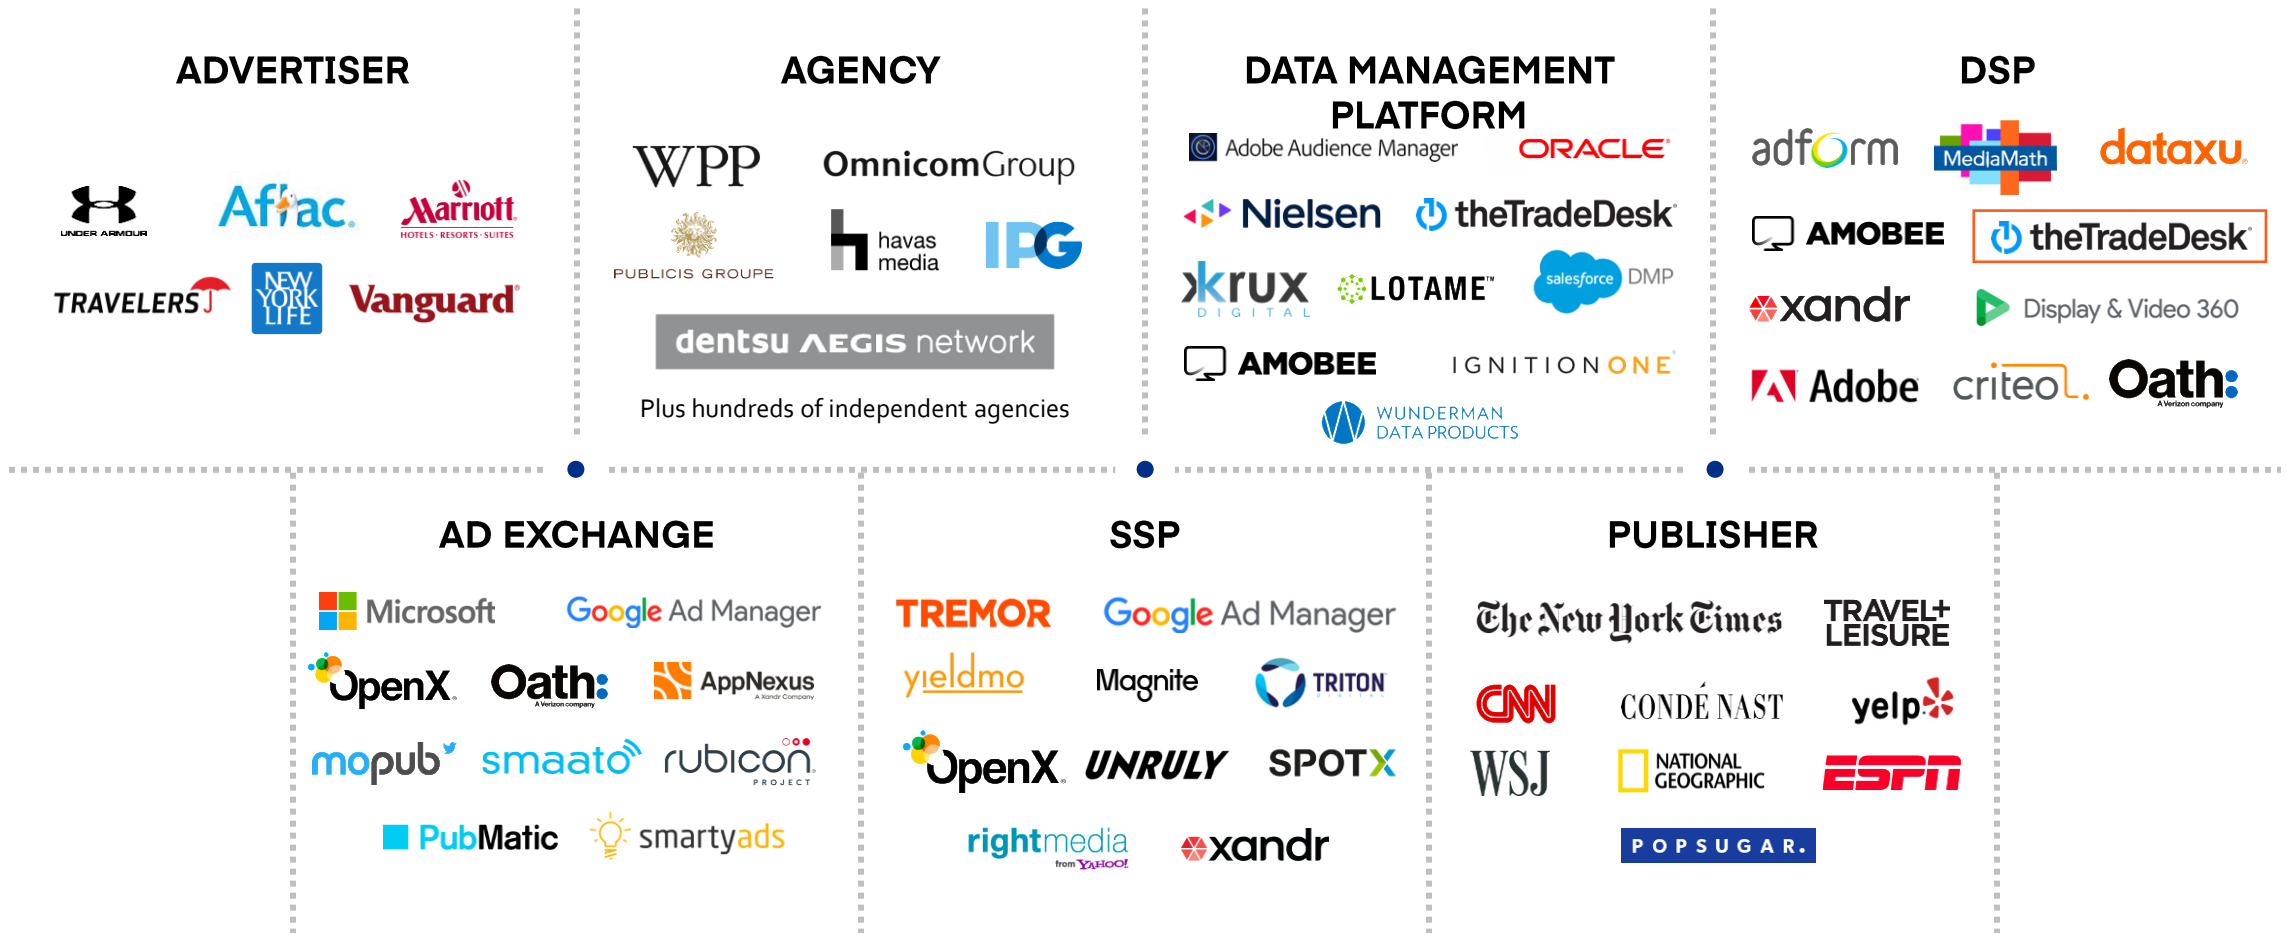 ADVERTISER
UNDER ARMOUR
Aflac
Marriott
HOTELS · RESORTS · SUITES
TRAVELERS
NEW
YORK
LIFE
Vanguard
AGENCY
WPP
OmnicomGroup
PUBLICIS GROUPE
havas
media
IPG
dentsu AEGIS network
Plus hundreds of independent agencies
DATA MANAGEMENT
PLATFORM
Adobe Audience Manager
ORACLE
Nielsen
theTradeDesk
krux
DIGITAL
LOTAME™
salesforce DMP
AMOBEE
IGNITIONONE
WUNDERMAN
DATA PRODUCTS
DSP
adform
MediaMath
dataxu
AMOBEE
theTradeDesk
xandr
Display & Video 360
Adobe
criteo
Oath:
A Verizon company
AD EXCHANGE
Microsoft
Google Ad Manager
OpenX
Oath:
A Verizon company
AppNexus
A Xandr Company
mopub
smaato
rubicon
PROJECT
PubMatic
smartyads
SSP
TREMOR
Google Ad Manager
yieldmo
Magnite
TRITON
DIGITAL
OpenX
UNRULY
SPOTX
rightmedia
from YAHOO!
xandr
PUBLISHER
The New York Times
TRAVEL+
LEISURE
CNN
CONDÉ NAST
yelp
WSJ
NATIONAL
GEOGRAPHIC
ESPN
POPSUGAR.